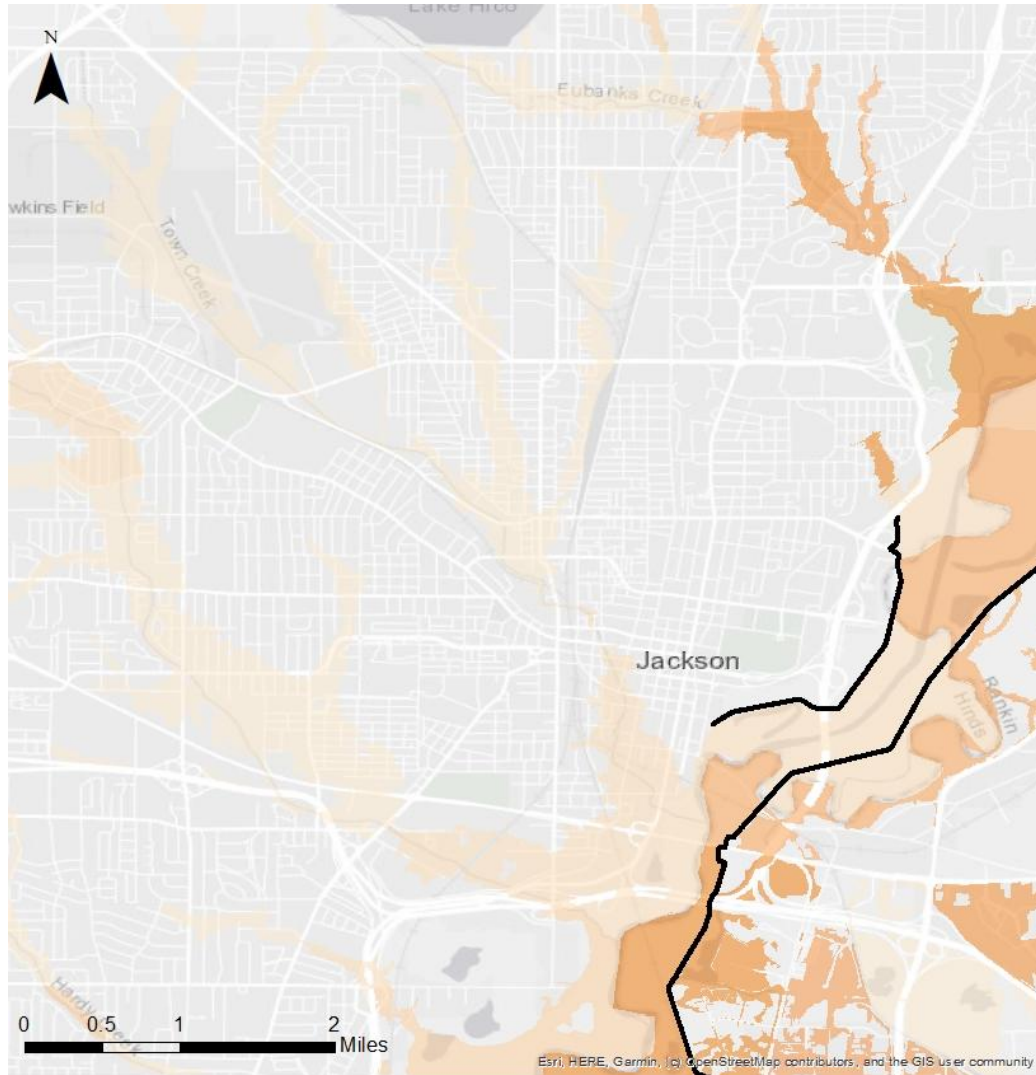 Lake Hico
N
Eubanks Creek
wkins Field
Town Creek
Jackson
Rankin
Hinds
Hardy Creek
0 0.5 1 2
Miles
Esri, HERE, Garmin, (c) OpenStreetMap contributors, and the GIS user community